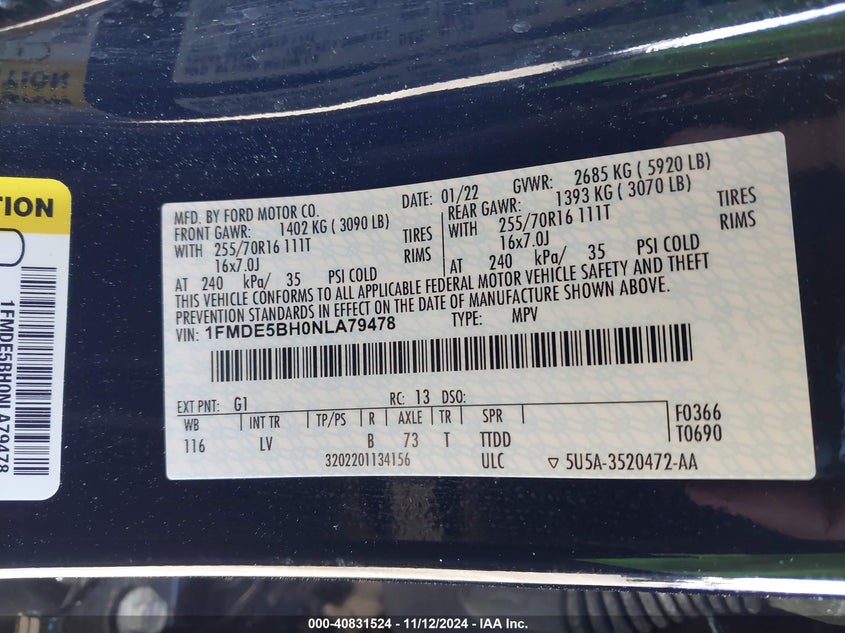 TION
1FMDE5BH0NLA79478
MFD. BY FORD MOTOR CO.
DATE: 01/22 GVWR: 2685 KG ( 5920 LB)
FRONT GAWR: 1402 KG ( 3090 LB)
WITH 255/70R16 111T TIRES
16x7.0J RIMS
AT 240 kPa/ 35 PSI COLD
REAR GAWR: 1393 KG ( 3070 LB)
WITH 255/70R16 111T TIRES
16x7.0J RIMS
AT 240 kPa/ 35 PSI COLD
THIS VEHICLE CONFORMS TO ALL APPLICABLE FEDERAL MOTOR VEHICLE SAFETY AND THEFT
PREVENTION STANDARDS IN EFFECT ON THE DATE OF MANUFACTURE SHOWN ABOVE.
VIN: 1FMDE5BH0NLA79478 TYPE: MPV
EXT PNT: G1 RC: 13 DSO:
WB INT TR TP/PS R AXLE TR SPR F0366
116 LV B 73 T TTDD T0690
3202201134156 ULC ▽ 5U5A-3520472-AA
000-40831524 - 11/12/2024 - IAA Inc.